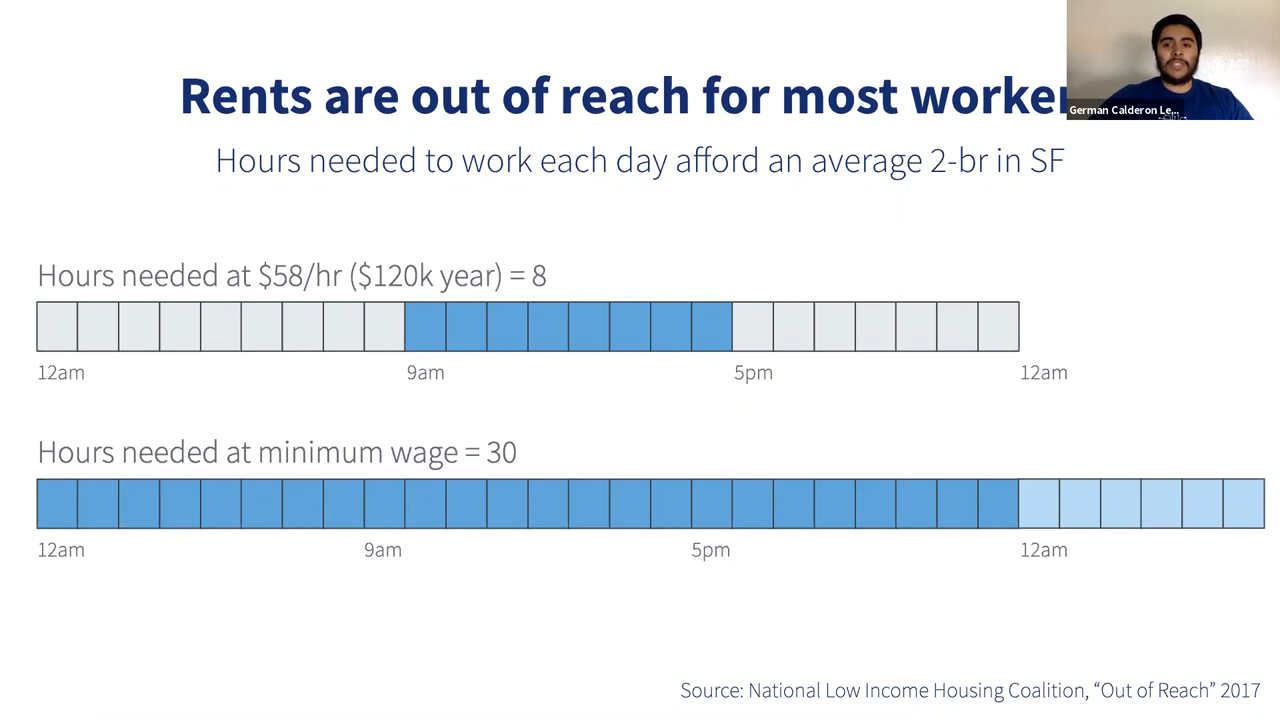 Rents are out of reach for most worker
German Calderon Le...
Hours needed to work each day afford an average 2-br in SF
Hours needed at $58/hr ($120k year) = 8
12am 9am 5pm 12am
Hours needed at minimum wage = 30
12am 9am 5pm 12am
Source: National Low Income Housing Coalition, “Out of Reach” 2017